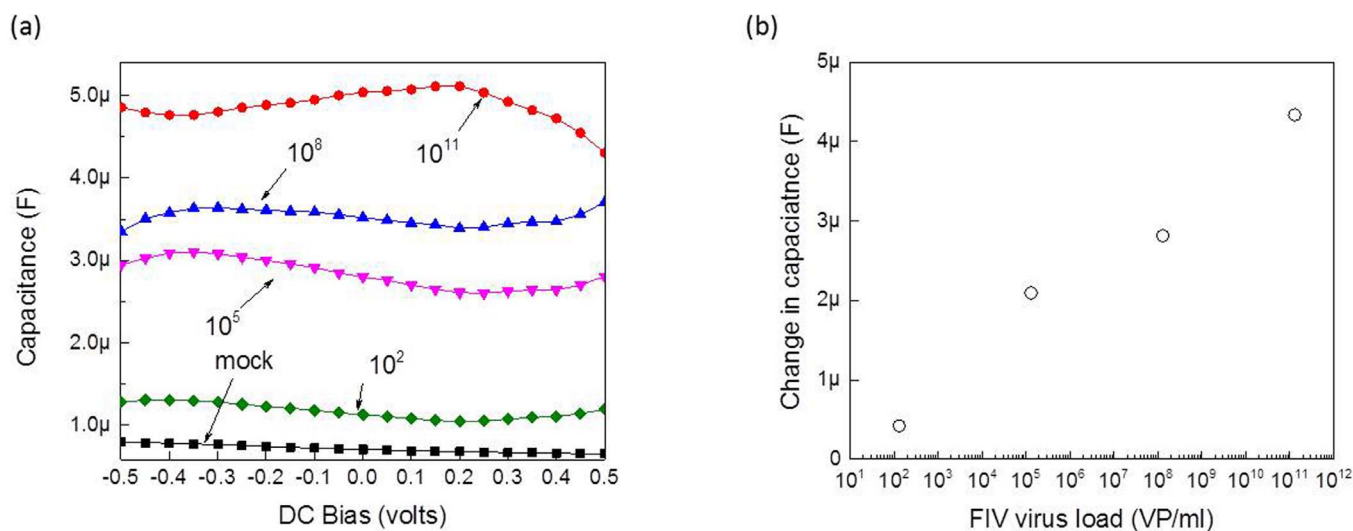 (a)
Capacitance (F)
5.0µ
4.0µ
3.0µ
2.0µ
1.0µ
10^8
10^11
10^5
mock
10^2
-0.5 -0.4 -0.2 -0.1 0.0 0.1 0.2 0.3 0.5
DC Bias (volts)
(b)
Change in capaciatnce (F)
5µ
4µ
3µ
2µ
1µ
0
10^1 10^2 10^3 10^4 10^5 10^6 10^7 10^8 10^9 10^10 10^11 10^12
FIV virus load (VP/ml)